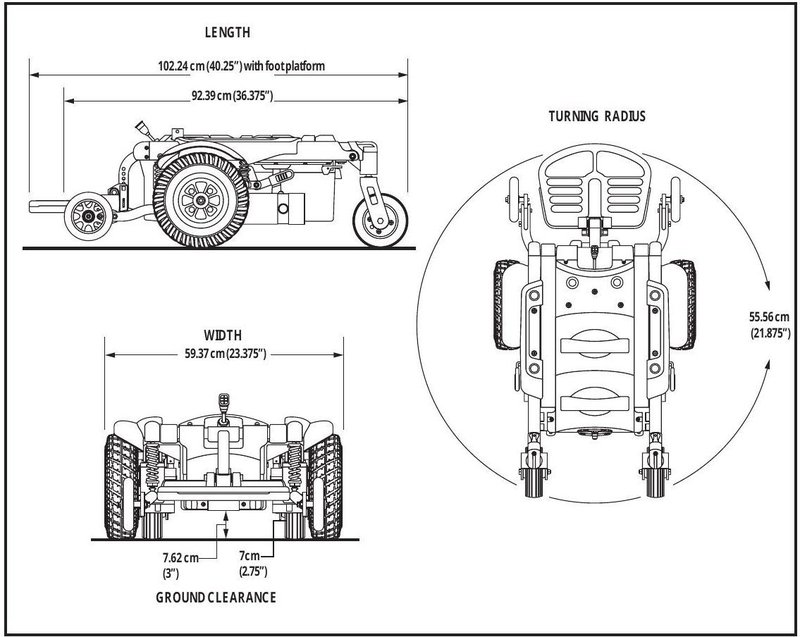 LENGTH
102.24 cm (40.25") with foot platform
92.39 cm (36.375")
TURNING RADIUS
55.56 cm
(21.875")
WIDTH
59.37 cm (23.375")
7.62 cm
(3")
7cm
(2.75")
GROUND CLEARANCE